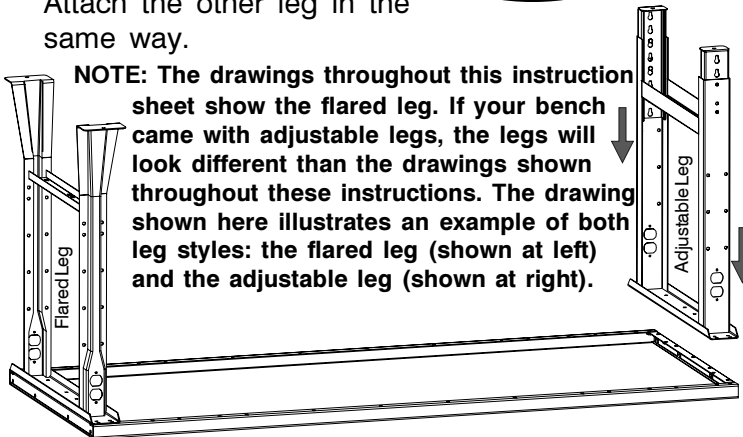 Attach the other leg in the
same way.
NOTE: The drawings throughout this instruction
sheet show the flared leg. If your bench
came with adjustable legs, the legs will
look different than the drawings shown
throughout these instructions. The drawing
shown here illustrates an example of both
leg styles: the flared leg (shown at left)
and the adjustable leg (shown at right).
Flared Leg
Adjustable Leg